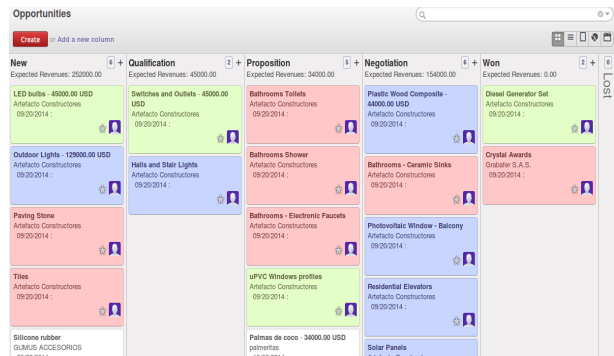 Opportunities
Create or Add a new column
New 6 +
Expected Revenues: 252000.00
LED bulbs - 45000.00 USD
Artefacto Constructores
09/20/2014 :
Outdoor Lights - 129000.00 USD
Artefacto Constructores
09/20/2014 :
Paving Stone
Artefacto Constructores
09/20/2014 :
Tiles
Artefacto Constructores
09/20/2014 :
Silicone rubber
GUMUS ACCESORIOS
Qualification 2 +
Expected Revenues: 45000.00
Switches and Outlets - 45000.00
USD
Artefacto Constructores
09/20/2014 :
Halls and Stair Lights
Artefacto Constructores
09/20/2014 :
Proposition 5 +
Expected Revenues: 34000.00
Bathrooms Toilets
Artefacto Constructores
09/20/2014 :
Bathrooms Shower
Artefacto Constructores
09/20/2014 :
Bathrooms - Electronic Faucets
Artefacto Constructores
09/20/2014 :
uPVC Windows profiles
Artefacto Constructores
09/20/2014 :
Palmas de coco - 34000.00 USD
palmeritas
Negotiation 6 +
Expected Revenues: 154000.00
Plastic Wood Composite -
44000.00 USD
Artefacto Constructores
09/20/2014 :
Bathrooms - Ceramic Sinks
Artefacto Constructores
09/20/2014 :
Photovoltaic Window - Balcony
Artefacto Constructores
09/20/2014 :
Residential Elevators
Artefacto Constructores
09/20/2014 :
Solar Panels
Won 2 +
Expected Revenues: 0.00
Diesel Generator Set
Artefacto Constructores
09/20/2014 :
Crystal Awards
Grabafer S.A.S.
09/20/2014 :
0
Lost